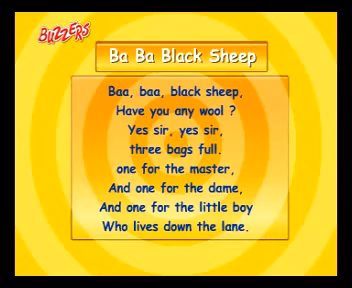 BUZZERS
Ba Ba Black Sheep
Baa, baa, black sheep,
Have you any wool ?
Yes sir, yes sir,
three bags full.
one for the master,
And one for the dame,
And one for the little boy
Who lives down the lane.